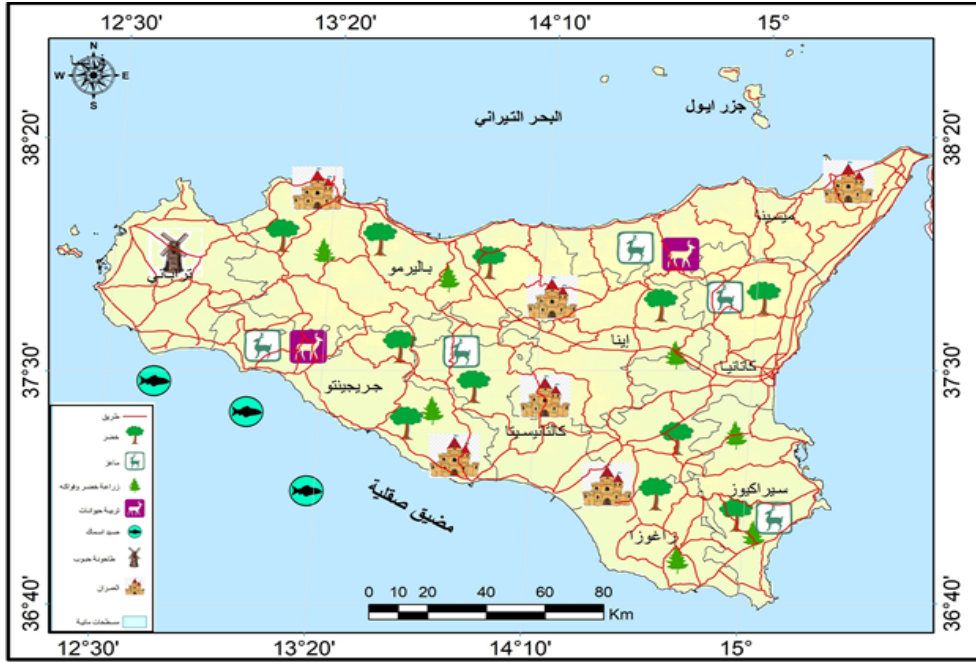 12°30' 13°20' 14°10' 15°
N
W E
S
38°20' 38°20'
البحر التيراني
جزر ايول
ميسينا
تراباني
باليرمو
إينا
كاتانيا
37°30' 37°30'
جريجينتو
كالتانيسيتا
سيراكيوز
راغوزا
مضيق صقلية
طريق
خضر
ماعز
زراعة خضر وفواكه
تربية حيوانات
صيد اسماك
طاحونة حبوب
العمران
مسطحات مائية
0 10 20 40 60 80
Km
36°40' 36°40'
12°30' 13°20' 14°10' 15°